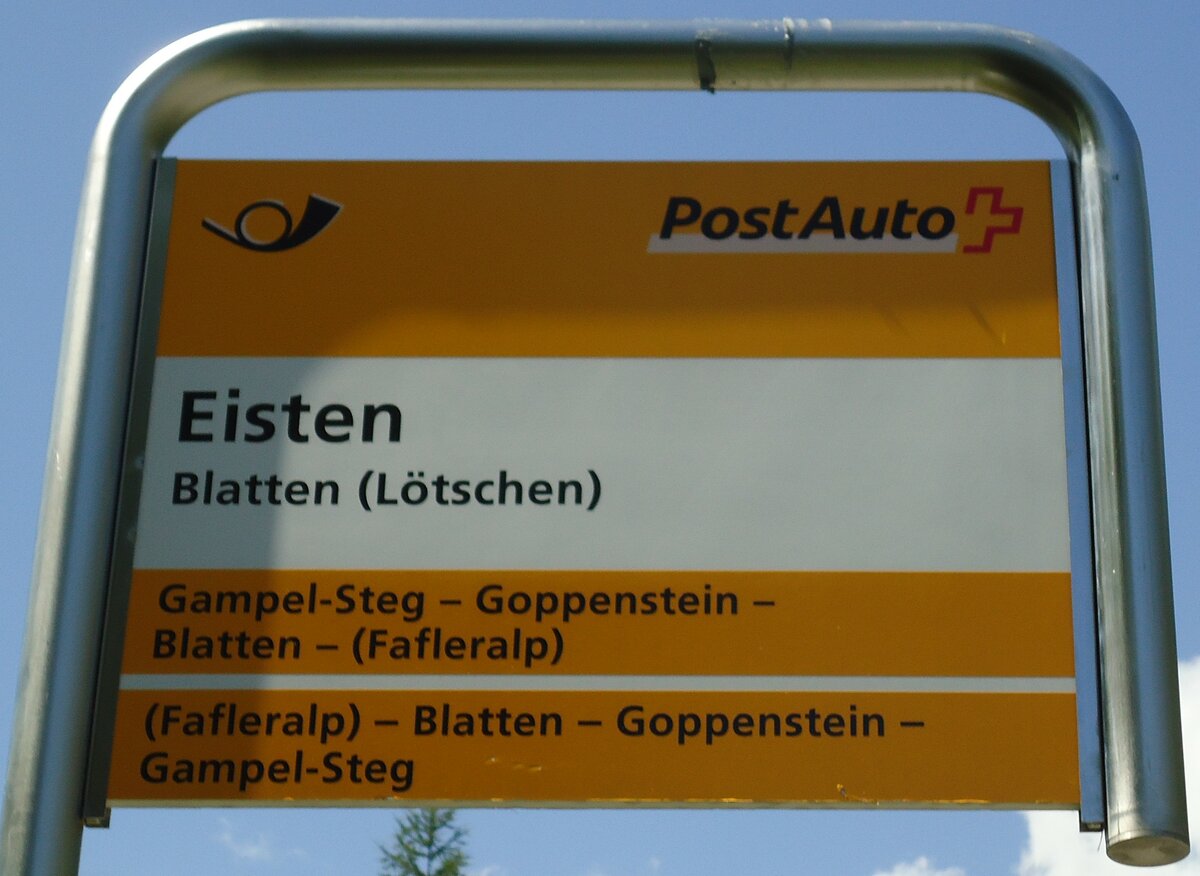 PostAuto
Eisten
Blatten (Lötschen)
Gampel-Steg – Goppenstein –
Blatten – (Fafleralp)
(Fafleralp) – Blatten – Goppenstein –
Gampel-Steg